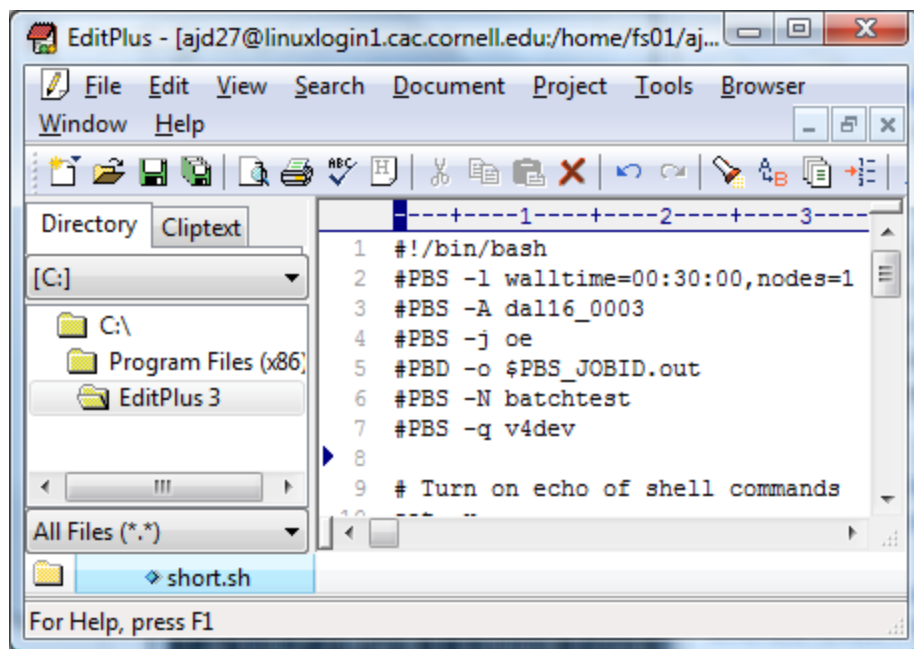 EditPlus - [ajd27@linuxlogin1.cac.cornell.edu:/home/fs01/aj...
File Edit View Search Document Project Tools Browser
Window Help
ABC
H
B
Directory Cliptext
[C:]
C:\
Program Files (x86)
EditPlus 3
All Files (*.*)
----+----1----+----2----+----3----
1 #!/bin/bash
2 #PBS -l walltime=00:30:00,nodes=1
3 #PBS -A dal16_0003
4 #PBS -j oe
5 #PBD -o $PBS_JOBID.out
6 #PBS -N batchtest
7 #PBS -q v4dev
8
9 # Turn on echo of shell commands
short.sh
For Help, press F1